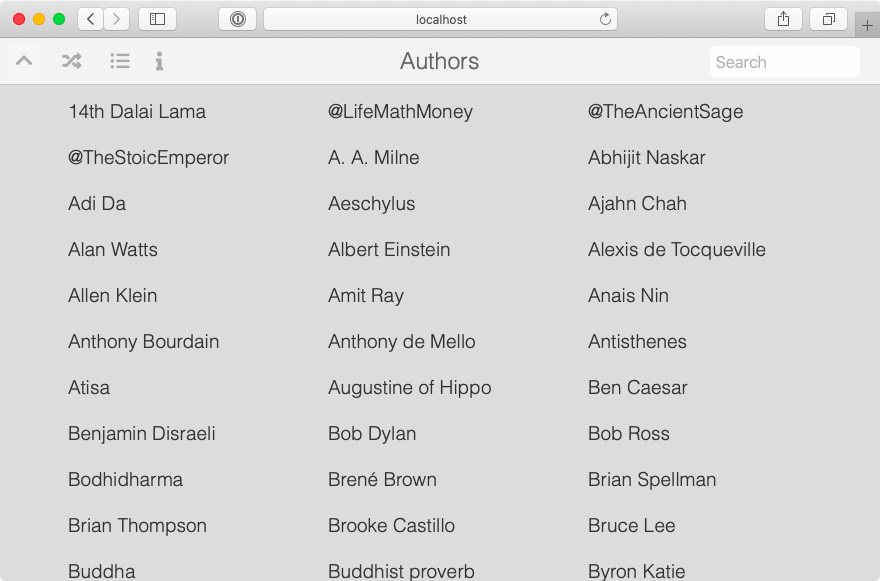 localhost
Authors
Search
14th Dalai Lama @LifeMathMoney @TheAncientSage
@TheStoicEmperor A. A. Milne Abhijit Naskar
Adi Da Aeschylus Ajahn Chah
Alan Watts Albert Einstein Alexis de Tocqueville
Allen Klein Amit Ray Anais Nin
Anthony Bourdain Anthony de Mello Antisthenes
Atisa Augustine of Hippo Ben Caesar
Benjamin Disraeli Bob Dylan Bob Ross
Bodhidharma Brené Brown Brian Spellman
Brian Thompson Brooke Castillo Bruce Lee
Buddha Buddhist proverb Byron Katie